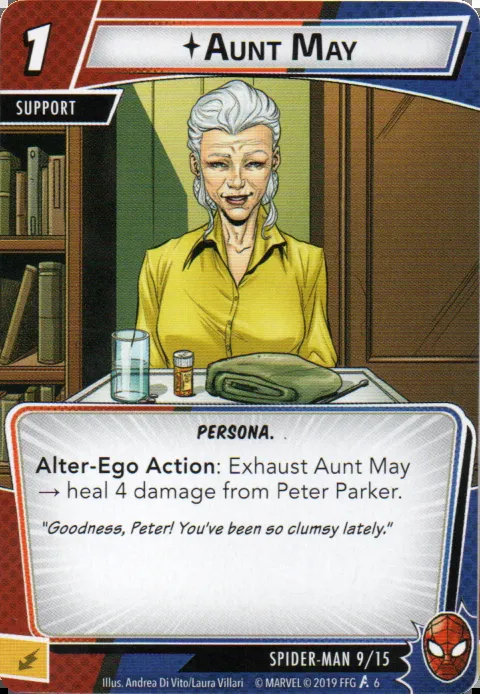 1
✦AUNT MAY
SUPPORT
PERSONA.
Alter-Ego Action: Exhaust Aunt May
→ heal 4 damage from Peter Parker.
"Goodness, Peter! You've been so clumsy lately."
SPIDER-MAN 9/15
Illus. Andrea Di Vito/Laura Villari © MARVEL © 2019 FFG 6